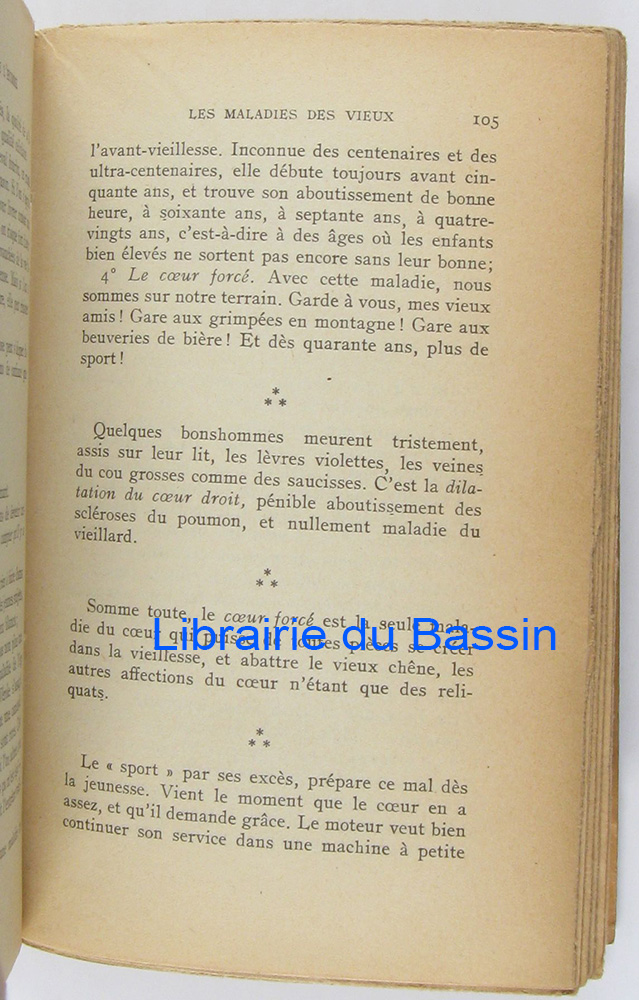 LES MALADIES DES VIEUX 105
l'avant-vieillesse. Inconnue des centenaires et des
ultra-centenaires, elle débute toujours avant cin-
quante ans, et trouve son aboutissement de bonne
heure, à soixante ans, à septante ans, à quatre-
vingts ans, c'est-à-dire à des âges où les enfants
bien élevés ne sortent pas encore sans leur bonne;
4° Le cœur forcé. Avec cette maladie, nous
sommes sur notre terrain. Garde à vous, mes vieux
amis! Gare aux grimpées en montagne! Gare aux
beuveries de bière! Et dès quarante ans, plus de
sport!
*
* *
Quelques bonshommes meurent tristement,
assis sur leur lit, les lèvres violettes, les veines
du cou grosses comme des saucisses. C'est la dila-
tation du cœur droit, pénible aboutissement des
scléroses du poumon, et nullement maladie du
vieillard.
*
* *
Somme toute, le cœur forcé est la seule mala-
die du cœur qui puisse de toutes pièces se créer
Librairie du Bassin
dans la vieillesse, et abattre le vieux chêne, les
autres affections du cœur n'étant que des reli-
quats.
*
* *
Le « sport » par ses excès, prépare ce mal dès
la jeunesse. Vient le moment que le cœur en a
assez, et qu'il demande grâce. Le moteur veut bien
continuer son service dans une machine à petite